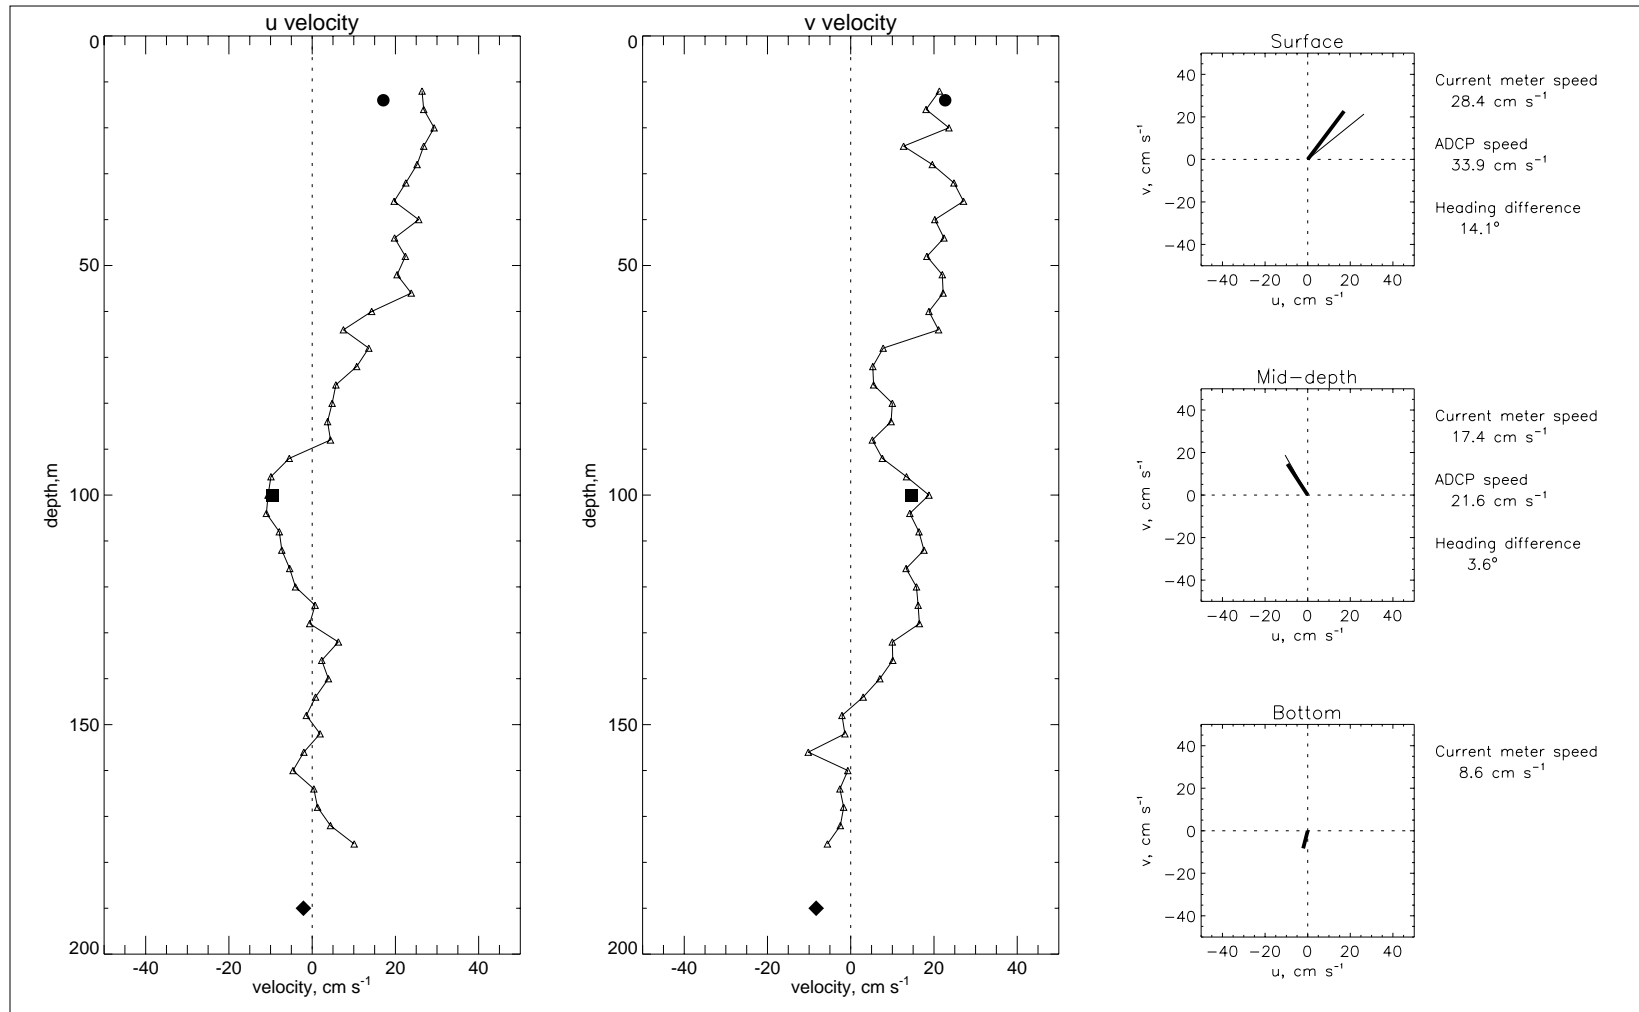 u velocity
0
50
100
150
200
depth,m
-40 -20 0 20 40
velocity, cm s⁻¹
v velocity
0
50
100
150
200
depth,m
-40 -20 0 20 40
velocity, cm s⁻¹
Surface
40
20
0
−20
−40
v, cm s⁻¹
−40 −20 0 20 40
u, cm s⁻¹
Current meter speed
28.4 cm s⁻¹
ADCP speed
33.9 cm s⁻¹
Heading difference
14.1°
Mid−depth
40
20
0
−20
−40
v, cm s⁻¹
−40 −20 0 20 40
u, cm s⁻¹
Current meter speed
17.4 cm s⁻¹
ADCP speed
21.6 cm s⁻¹
Heading difference
3.6°
Bottom
40
20
0
−20
−40
v, cm s⁻¹
−40 −20 0 20 40
u, cm s⁻¹
Current meter speed
8.6 cm s⁻¹